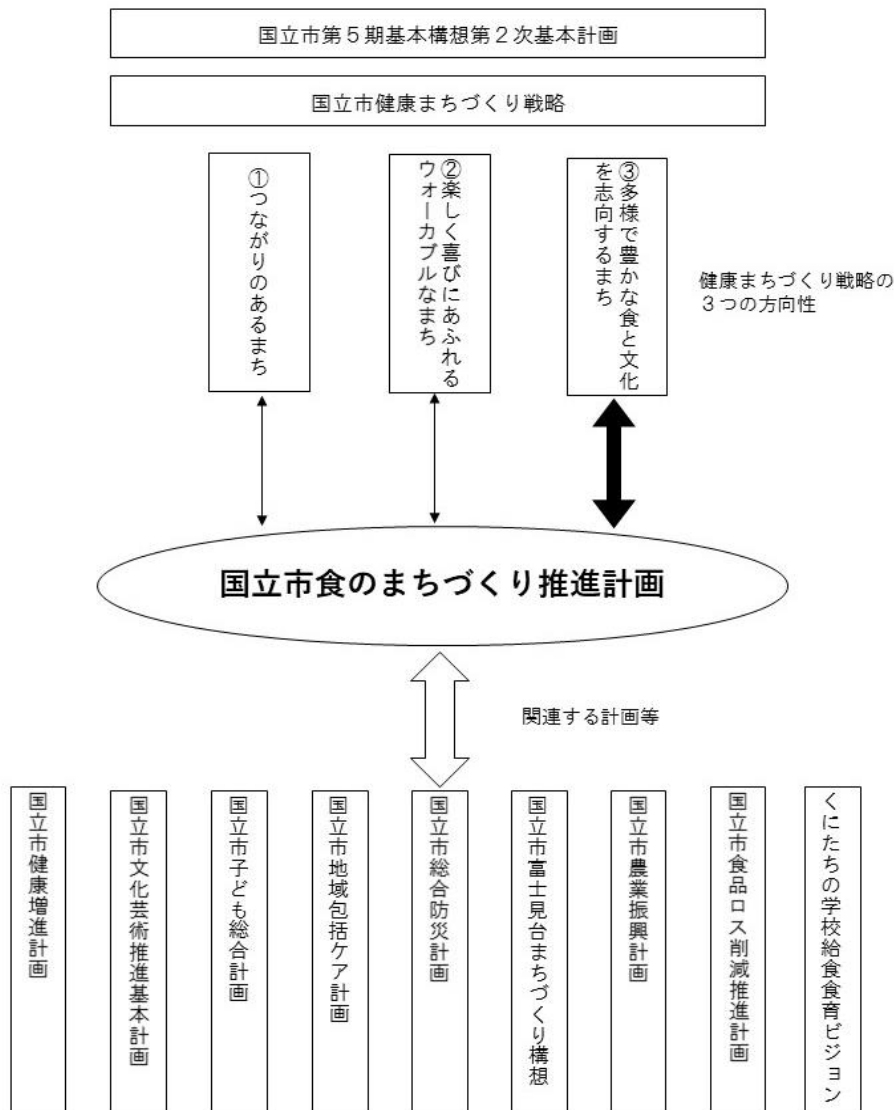 国立市第５期基本構想第２次基本計画
国立市健康まちづくり戦略
①つながりのあるまち
②楽しく喜びにあふれる
ウォーカブルなまち
③多様で豊かな食と文化
を志向するまち
健康まちづくり戦略の
３つの方向性
国立市食のまちづくり推進計画
関連する計画等
国立市健康増進計画
国立市文化芸術推進基本計画
国立市子ども総合計画
国立市地域包括ケア計画
国立市総合防災計画
国立市富士見台まちづくり構想
国立市農業振興計画
国立市食品ロス削減推進計画
くにたちの学校給食食育ビジョン